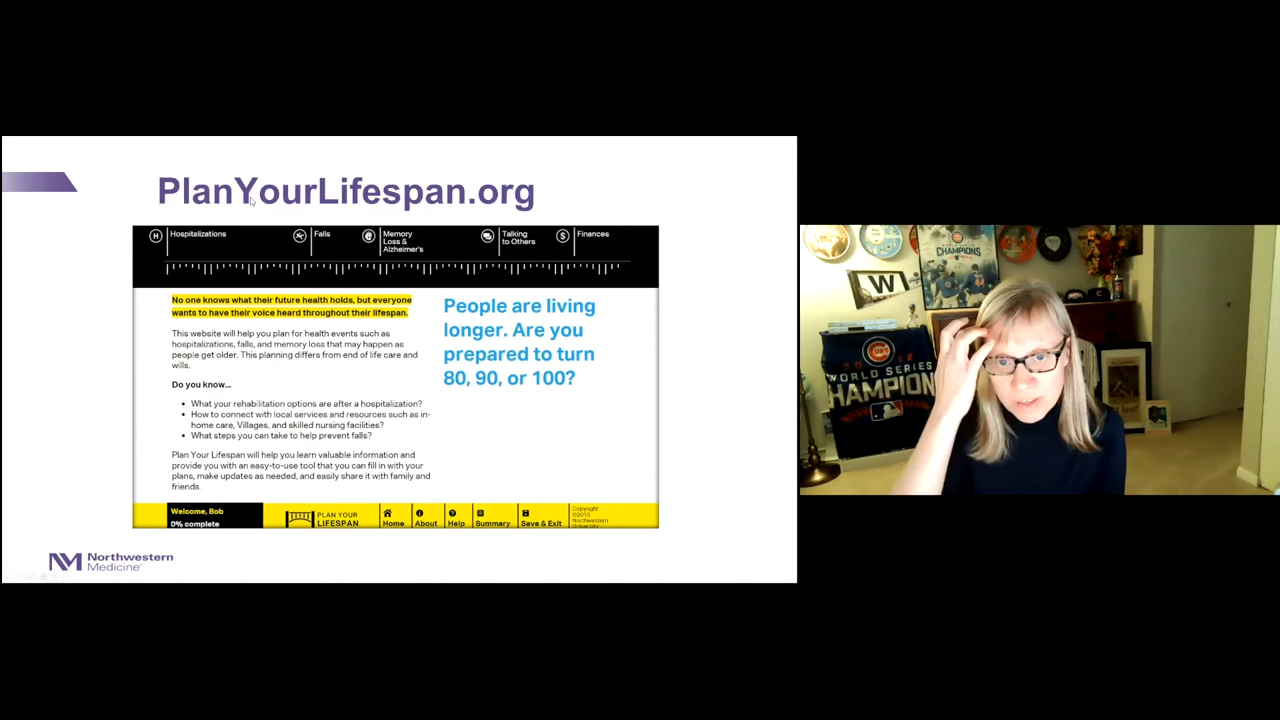 PlanYourLifespan.org
Hospitalizations
Falls
Memory
Loss &
Alzheimer's
Talking
to Others
Finances
No one knows what their future health holds, but everyone
wants to have their voice heard throughout their lifespan.
This website will help you plan for health events such as
hospitalizations, falls, and memory loss that may happen as
people get older. This planning differs from end of life care and
wills.
Do you know...
What your rehabilitation options are after a hospitalization?
How to connect with local services and resources such as in-
home care, Villages, and skilled nursing facilities?
What steps you can take to help prevent falls?
Plan Your Lifespan will help you learn valuable information and
provide you with an easy-to-use tool that you can fill in with your
plans, make updates as needed, and easily share it with family and
friends.
People are living
longer. Are you
prepared to turn
80, 90, or 100?
Welcome, Bob
0% complete
PLAN YOUR
LIFESPAN
Home
About
Help
Summary
Save & Exit
Copyright
©2015
Northwestern
University
Northwestern
Medicine
WORLD SERIES
CHAMPIONS
W
CUBS
2016
WORLD SERIES
CHAMPION